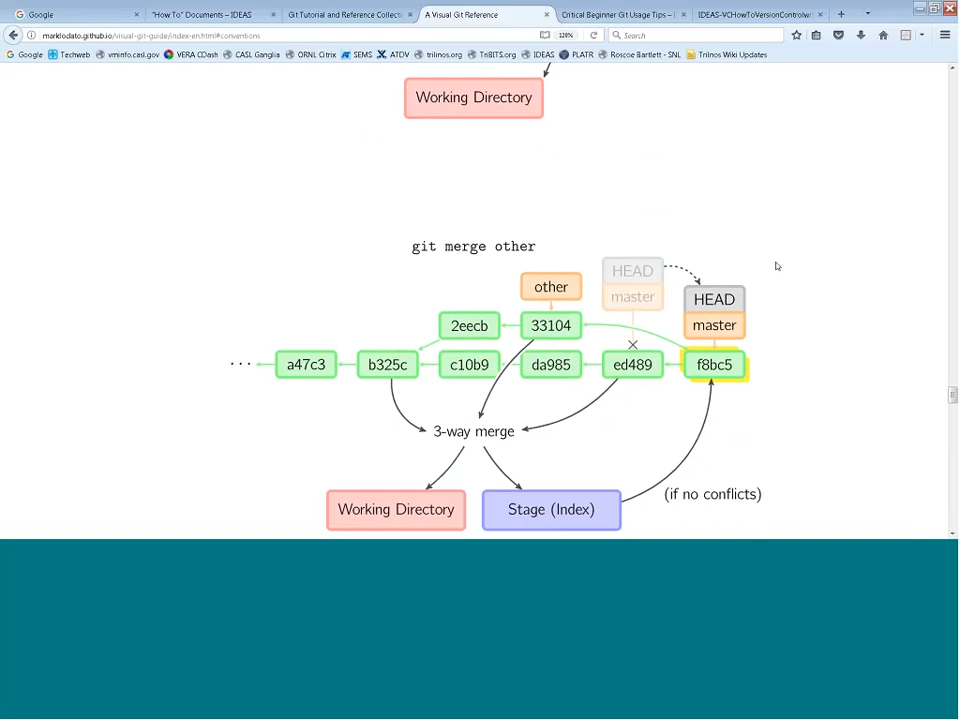 Google
"How To" Documents – IDEAS
Git Tutorial and Reference Collecti
A Visual Git Reference
Critical Beginner Git Usage Tips – I
IDEAS-VCHowToVersionControlwi
marklodato.github.io/visual-git-guide/index-en.html#conventions
120%
Search
Google
Techweb
vminfo.casl.gov
VERA CDash
CASL Ganglia
ORNL Citrix
SEMS
ATDV
trilinos.org
TriBITS.org
IDEAS
PLATR
Roscoe Bartlett - SNL
Trilinos Wiki Updates
Working Directory
git merge other
HEAD
other
master
HEAD
2eecb
33104
master
... a47c3
b325c
c10b9
da985
ed489
f8bc5
3-way merge
(if no conflicts)
Working Directory
Stage (Index)